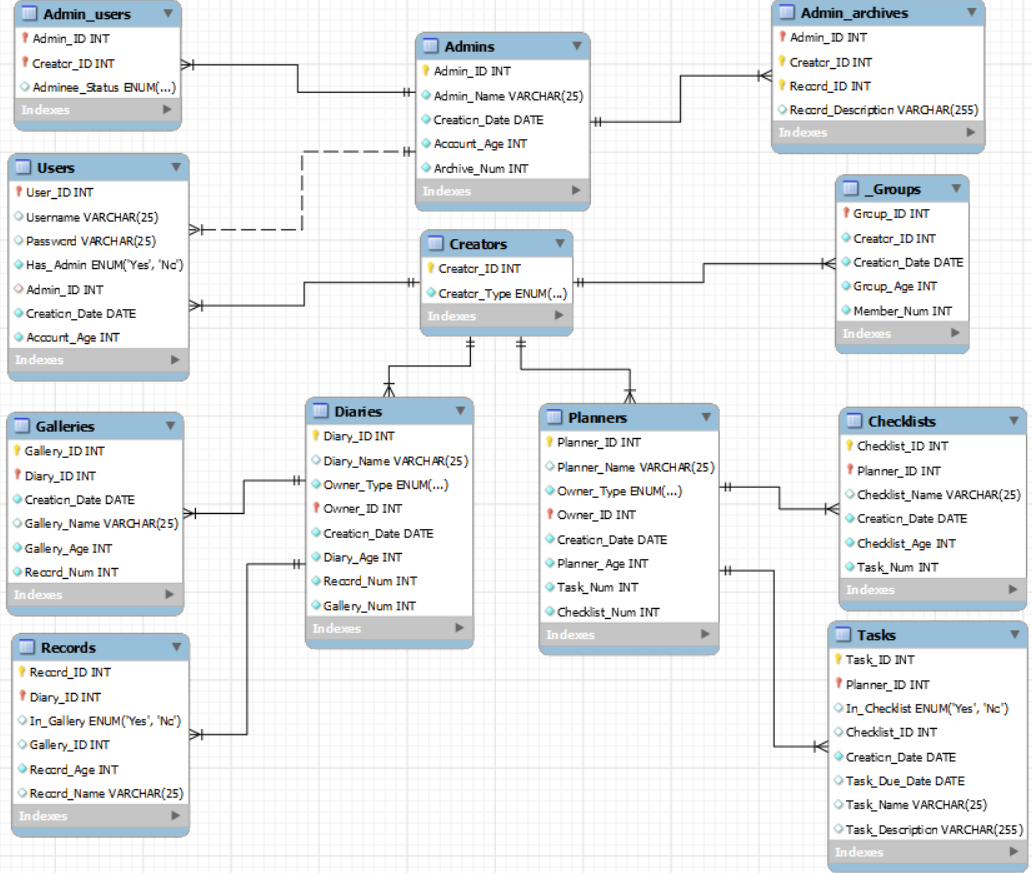 Admin_users
Admin_ID INT
Creator_ID INT
Adminee_Status ENUM(...)
Indexes
Admins
Admin_ID INT
Admin_Name VARCHAR(25)
Creation_Date DATE
Account_Age INT
Archive_Num INT
Indexes
Admin_archives
Admin_ID INT
Creator_ID INT
Record_ID INT
Record_Description VARCHAR(255)
Indexes
Users
User_ID INT
Username VARCHAR(25)
Password VARCHAR(25)
Has_Admin ENUM('Yes', 'No')
Admin_ID INT
Creation_Date DATE
Account_Age INT
Indexes
Creators
Creator_ID INT
Creator_Type ENUM(...)
Indexes
_Groups
Group_ID INT
Creator_ID INT
Creation_Date DATE
Group_Age INT
Member_Num INT
Indexes
Galleries
Gallery_ID INT
Diary_ID INT
Creation_Date DATE
Gallery_Name VARCHAR(25)
Gallery_Age INT
Record_Num INT
Indexes
Diaries
Diary_ID INT
Diary_Name VARCHAR(25)
Owner_Type ENUM(...)
Owner_ID INT
Creation_Date DATE
Diary_Age INT
Record_Num INT
Gallery_Num INT
Indexes
Planners
Planner_ID INT
Planner_Name VARCHAR(25)
Owner_Type ENUM(...)
Owner_ID INT
Creation_Date DATE
Planner_Age INT
Task_Num INT
Checklist_Num INT
Indexes
Checklists
Checklist_ID INT
Planner_ID INT
Checklist_Name VARCHAR(25)
Creation_Date DATE
Checklist_Age INT
Task_Num INT
Indexes
Records
Record_ID INT
Diary_ID INT
In_Gallery ENUM('Yes', 'No')
Gallery_ID INT
Record_Age INT
Record_Name VARCHAR(25)
Indexes
Tasks
Task_ID INT
Planner_ID INT
In_Checklist ENUM('Yes', 'No')
Checklist_ID INT
Creation_Date DATE
Task_Due_Date DATE
Task_Name VARCHAR(25)
Task_Description VARCHAR(255)
Indexes